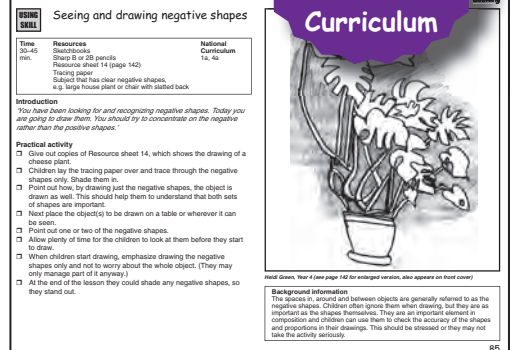 USING
SKILL
Seeing and drawing negative shapes
Time
30–45
min.
Resources
Sketchbooks
Sharp B or 2B pencils
Resource sheet 14 (page 142)
Tracing paper
Subject that has clear negative shapes,
e.g. large house plant or chair with slatted back
National
Curriculum
1a, 4a
Introduction
'You have been looking for and recognizing negative shapes. Today you
are going to draw them. You should try to concentrate on the negative
rather than the positive shapes.'
Practical activity
❒ Give out copies of Resource sheet 14, which shows the drawing of a
cheese plant.
❒ Children lay the tracing paper over and trace through the negative
shapes only. Shade them in.
❒ Point out how, by drawing just the negative shapes, the object is
drawn as well. This should help them to understand that both sets
of shapes are important.
❒ Next place the object(s) to be drawn on a table or wherever it can
be seen.
❒ Point out one or two of the negative shapes.
❒ Allow plenty of time for the children to look at them before they start
to draw.
❒ When children start drawing, emphasize drawing the negative
shapes only and not to worry about the whole object. (They may
only manage part of it anyway.)
❒ At the end of the lesson they could shade any negative shapes, so
they stand out.
Curriculum
Heidi Green, Year 4 (see page 142 for enlarged version, also appears on front cover)
Background information
The spaces in, around and between objects are generally referred to as the
negative shapes. Children often ignore them when drawing, but they are as
important as the shapes themselves. They are an important element in
composition and children can use them to check the accuracy of the shapes
and proportions in their drawings. This should be stressed or they may not
take the activity seriously.
85